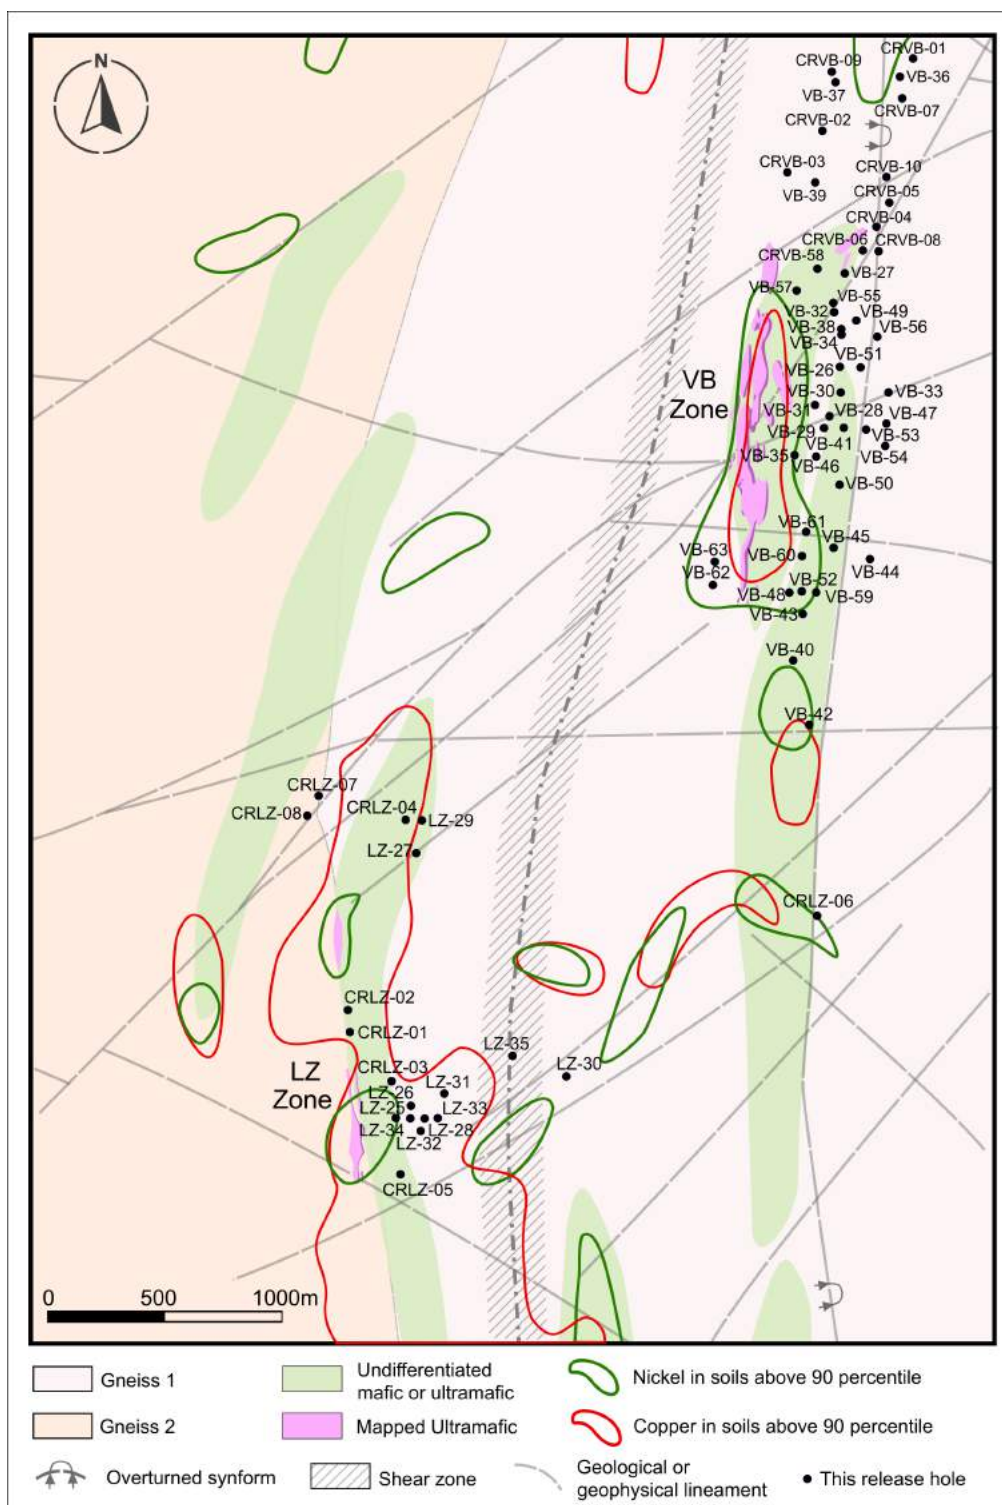 N
CRVB-01
CRVB-09
VB-36
VB-37
CRVB-07
CRVB-02
CRVB-03
CRVB-10
VB-39
CRVB-05
CRVB-04
CRVB-06
CRVB-08
CRVB-58
VB-27
VB-57
VB-55
VB-32
VB-49
VB-38
VB-56
VB-34
VB-51
VB
Zone
VB-26
VB-30
VB-33
VB-31
VB-28
VB-47
VB-29
VB-53
VB-41
VB-35
VB-54
VB-46
VB-50
VB-61
VB-45
VB-63
VB-60
VB-62
VB-44
VB-52
VB-48
VB-59
VB-43
VB-40
VB-42
CRLZ-07
CRLZ-04
CRLZ-08
LZ-29
LZ-27
CRLZ-06
CRLZ-02
CRLZ-01
LZ-35
LZ-30
LZ
Zone
CRLZ-03
LZ-26
LZ-31
LZ-25
LZ-33
LZ-34
LZ-28
LZ-32
CRLZ-05
0 500 1000m
Gneiss 1
Undifferentiated
mafic or ultramafic
Nickel in soils above 90 percentile
Gneiss 2
Mapped Ultramafic
Copper in soils above 90 percentile
Overturned synform
Shear zone
Geological or
geophysical lineament
This release hole